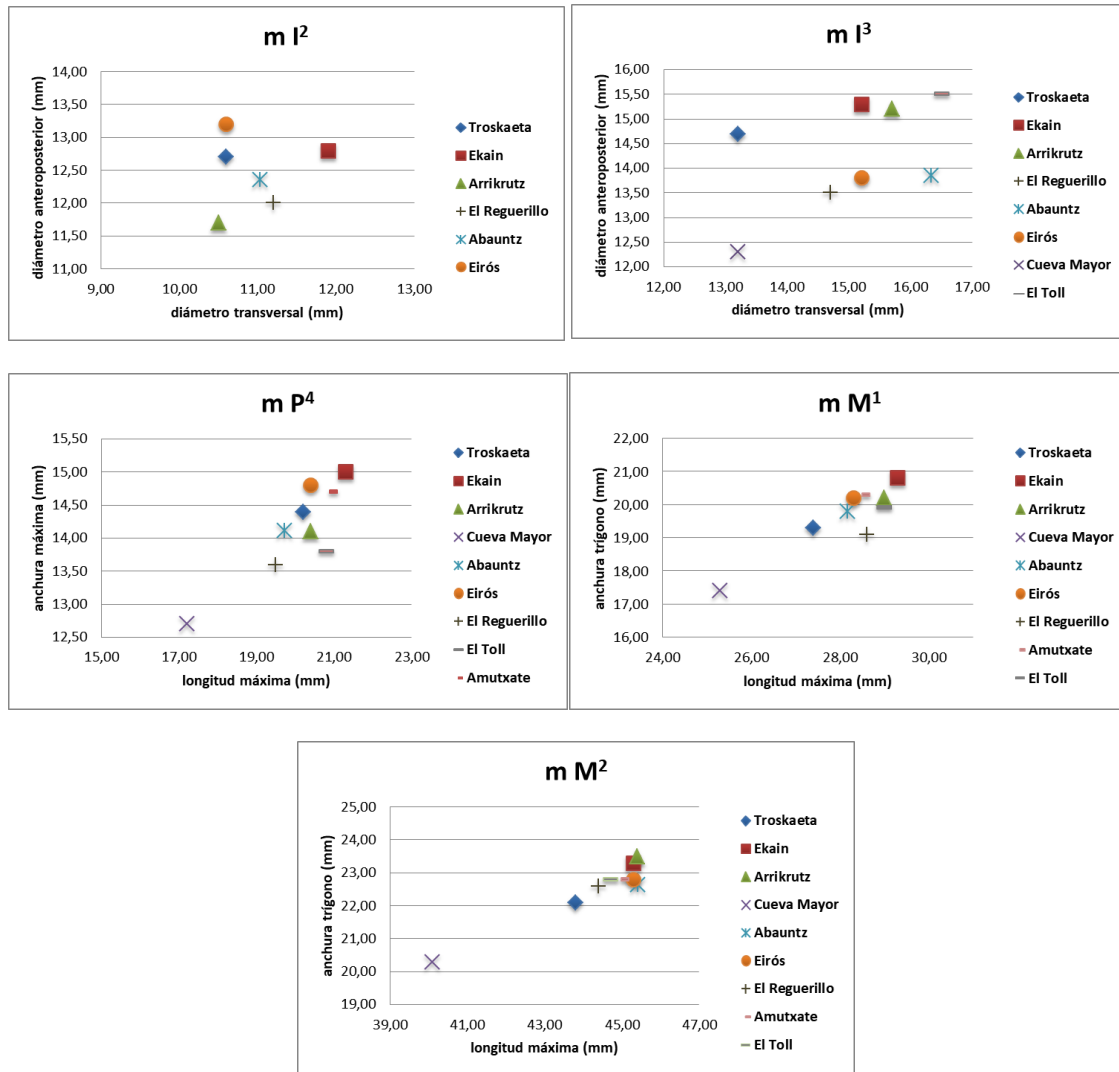 m I²
14,00
13,50
13,00
12,50
12,00
11,50
11,00
9,00 10,00 11,00 12,00 13,00
diámetro anteroposterior (mm)
diámetro transversal (mm)
Troskaeta
Ekain
Arrikrutz
El Reguerillo
Abauntz
Eirós
m I³
16,00
15,50
15,00
14,50
14,00
13,50
13,00
12,50
12,00
12,00 13,00 14,00 15,00 16,00 17,00
diámetro anteroposterior (mm)
diámetro transversal (mm)
Troskaeta
Ekain
Arrikrutz
El Reguerillo
Abauntz
Eirós
Cueva Mayor
El Toll
m P⁴
15,50
15,00
14,50
14,00
13,50
13,00
12,50
15,00 17,00 19,00 21,00 23,00
anchura máxima (mm)
longitud máxima (mm)
Troskaeta
Ekain
Arrikrutz
Cueva Mayor
Abauntz
Eirós
El Reguerillo
El Toll
Amutxate
m M¹
22,00
21,00
20,00
19,00
18,00
17,00
16,00
24,00 26,00 28,00 30,00
anchura trígono (mm)
longitud máxima (mm)
Troskaeta
Ekain
Arrikrutz
Cueva Mayor
Abauntz
Eirós
El Reguerillo
Amutxate
El Toll
m M²
25,00
24,00
23,00
22,00
21,00
20,00
19,00
39,00 41,00 43,00 45,00 47,00
anchura trígono (mm)
longitud máxima (mm)
Troskaeta
Ekain
Arrikrutz
Cueva Mayor
Abauntz
Eirós
El Reguerillo
Amutxate
El Toll